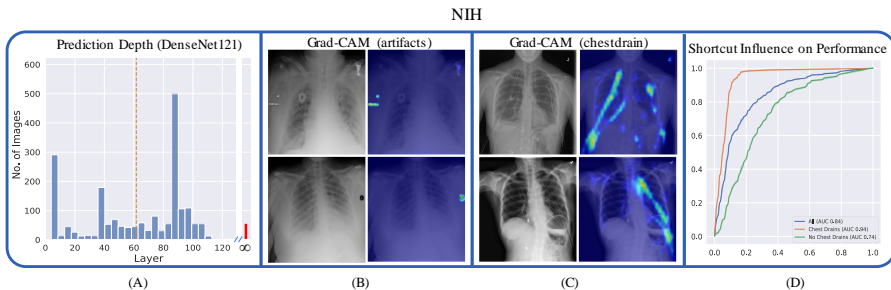 NIH
Prediction Depth (DenseNet121)
No. of Images
600
500
400
300
200
100
0
0 20 40 60 80 100 120 // ∝
Layer
(A)
Grad-CAM (artifacts)
(B)
Grad-CAM (chestdrain)
(C)
Shortcut Influence on Performance
1.0
0.8
0.6
0.4
0.2
0.0
All (AUC 0.84)
Chest Drains (AUC 0.94)
No Chest Drains (AUC 0.74)
0.0 0.2 0.4 0.6 0.8 1.0
(D)